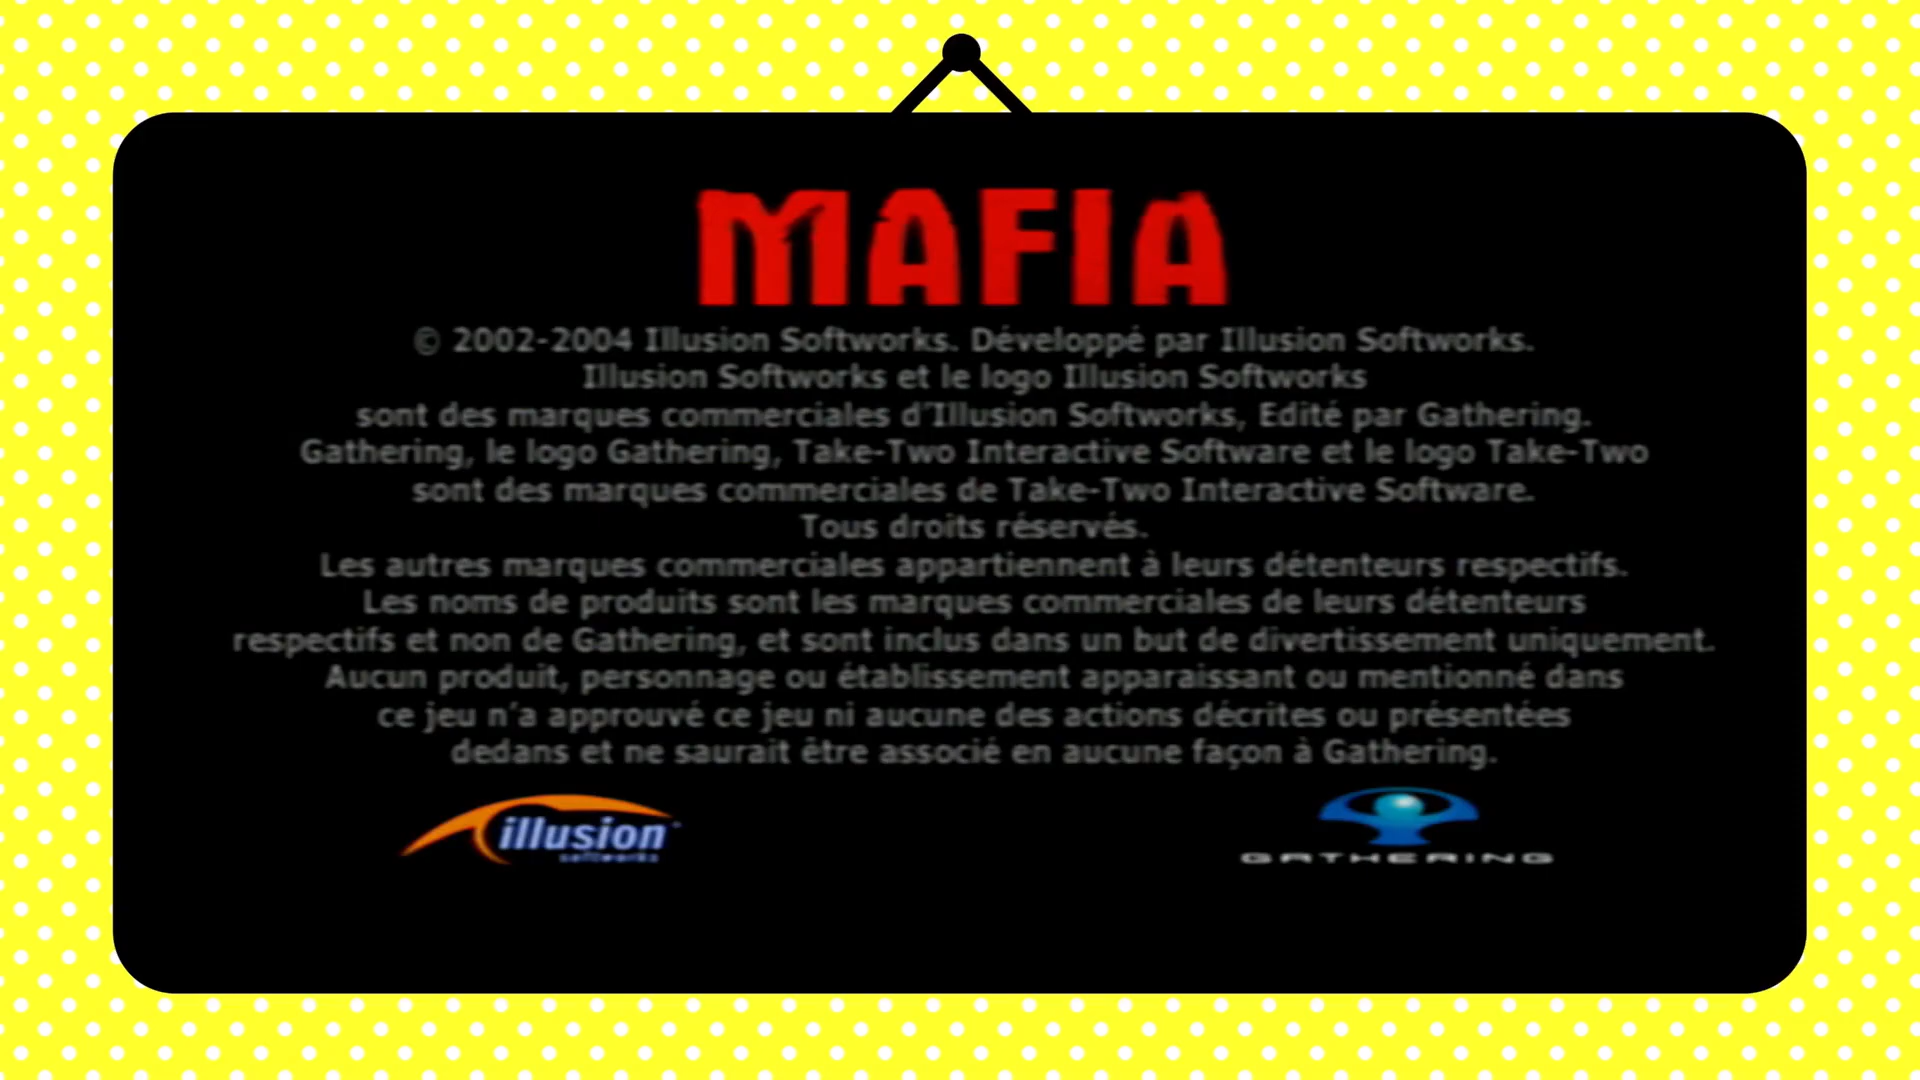 MAFIA
© 2002-2004 Illusion Softworks. Développé par Illusion Softworks.
Illusion Softworks et le logo Illusion Softworks
sont des marques commerciales d'Illusion Softworks, Edité par Gathering.
Gathering, le logo Gathering, Take-Two Interactive Software et le logo Take-Two
sont des marques commerciales de Take-Two Interactive Software.
Tous droits réservés.
Les autres marques commerciales appartiennent à leurs détenteurs respectifs.
Les noms de produits sont les marques commerciales de leurs détenteurs
respectifs et non de Gathering, et sont inclus dans un but de divertissement uniquement.
Aucun produit, personnage ou établissement apparaissant ou mentionné dans
ce jeu n'a approuvé ce jeu ni aucune des actions décrites ou présentées
dedans et ne saurait être associé en aucune façon à Gathering.
illusion
softworks
GATHERING